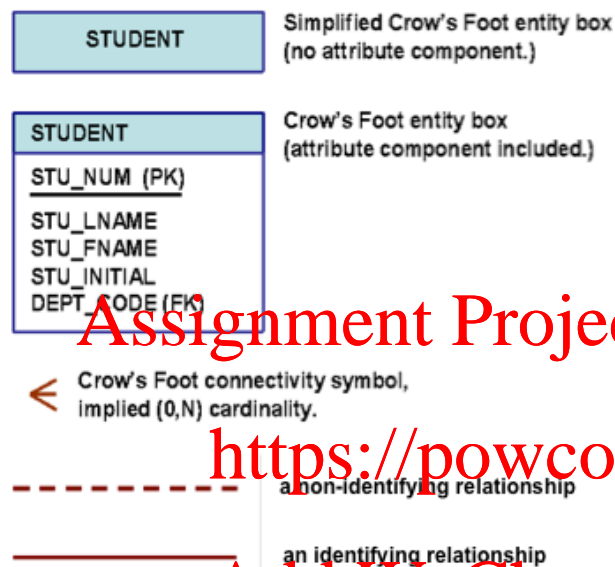 STUDENT
Simplified Crow's Foot entity box
(no attribute component.)
STUDENT
Crow's Foot entity box
(attribute component included.)
STU_NUM (PK)
STU_LNAME
STU_FNAME
STU_INITIAL
DEPT_CODE (FK)
Assignment Projec
Crow's Foot connectivity symbol,
implied (0,N) cardinality.
https://powco
a non-identifying relationship
an identifying relationship